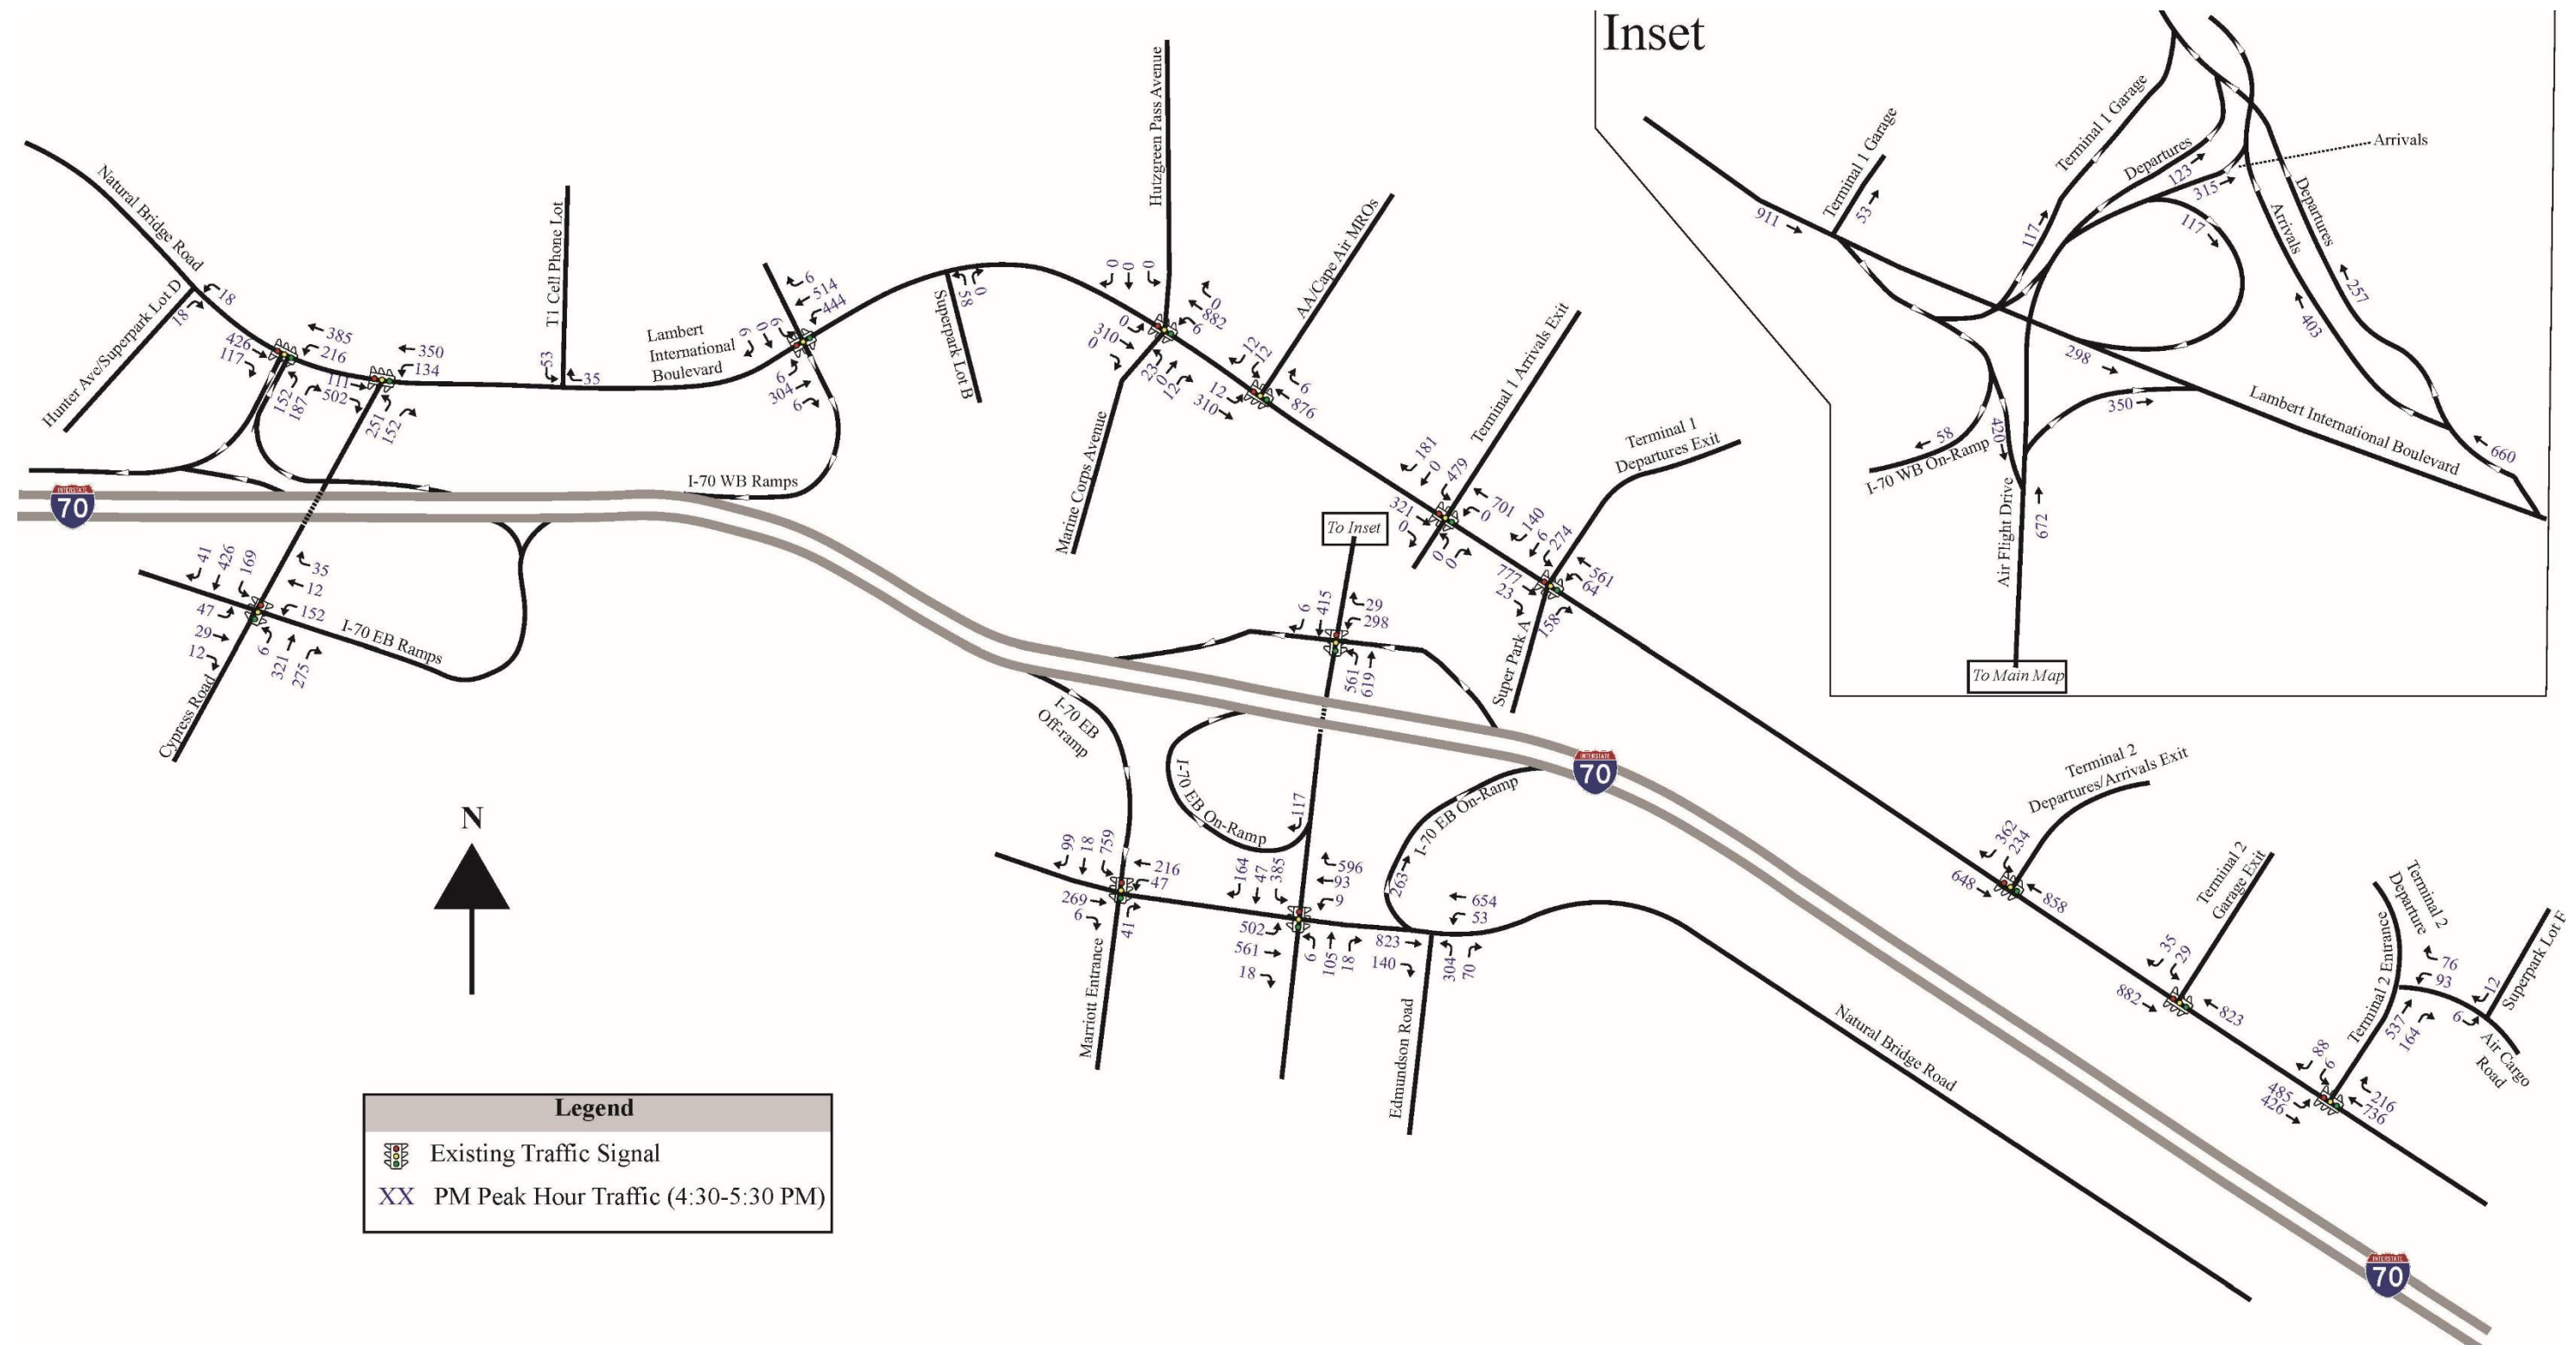 Inset
Natural Bridge Road
Hunter Ave/Superpark Lot D
18
18
426
117
385
216
152
187
111
502
350
134
251
152
T1 Cell Phone Lot
53
35
Lambert
International
Boulevard
6
514
444
6
0
6
6
304
6
Superpark Lot B
58
0
Hutzgreen Pass Avenue
0
0
0
0
882
6
0
310
0
23
0
12
Marine Corps Avenue
AA/Cape Air MROs
12
12
6
876
12
310
Terminal 1 Arrivals Exit
181
0
479
701
0
321
0
0
0
Terminal 1
Departures Exit
140
6
274
561
64
777
23
158
Super Park A
I-70 WB Ramps
INTERSTATE
70
41
426
169
35
12
152
47
29
12
6
321
275
I-70 EB Ramps
Cypress Road
To Inset
6
415
29
298
561
619
I-70 EB
Off-ramp
I-70 EB On-Ramp
117
I-70 EB On-Ramp
263
INTERSTATE
70
99
18
759
216
47
269
6
41
Marriott Entrance
164
47
385
596
93
9
502
561
18
6
105
18
823
140
654
53
304
70
Edmundson Road
Natural Bridge Road
Terminal 2
Departures/Arrivals Exit
362
234
648
858
Terminal 2
Garage Exit
35
29
882
823
Terminal 2
Departure
Terminal 2 Entrance
76
93
537
164
12
6
Superpark Lot F
Air Cargo
Road
88
6
485
426
216
736
INTERSTATE
70
911
Terminal 1 Garage
53
Terminal 1 Garage
117
Departures
123
315
Arrivals
117
Arrivals
Departures
403
257
660
298
350
Lambert International Boulevard
58
I-70 WB On-Ramp
420
Air Flight Drive
672
To Main Map
N
Legend
Existing Traffic Signal
XX PM Peak Hour Traffic (4:30-5:30 PM)